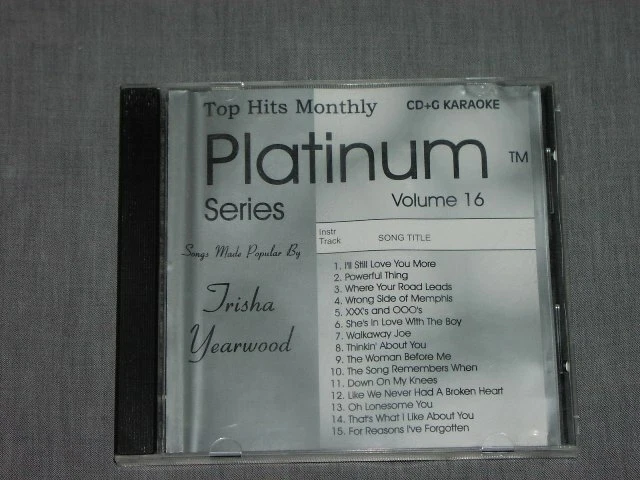 Top Hits Monthly CD+G KARAOKE
Platinum TM
Series Volume 16
Instr Track SONG TITLE
Songs Made Popular By
Trisha
Yearwood
1. I'll Still Love You More
2. Powerful Thing
3. Where Your Road Leads
4. Wrong Side of Memphis
5. XXX's and OOO's
6. She's In Love With The Boy
7. Walkaway Joe
8. Thinkin' About You
9. The Woman Before Me
10. The Song Remembers When
11. Down On My Knees
12. Like We Never Had A Broken Heart
13. Oh Lonesome You
14. That's What I Like About You
15. For Reasons I've Forgotten